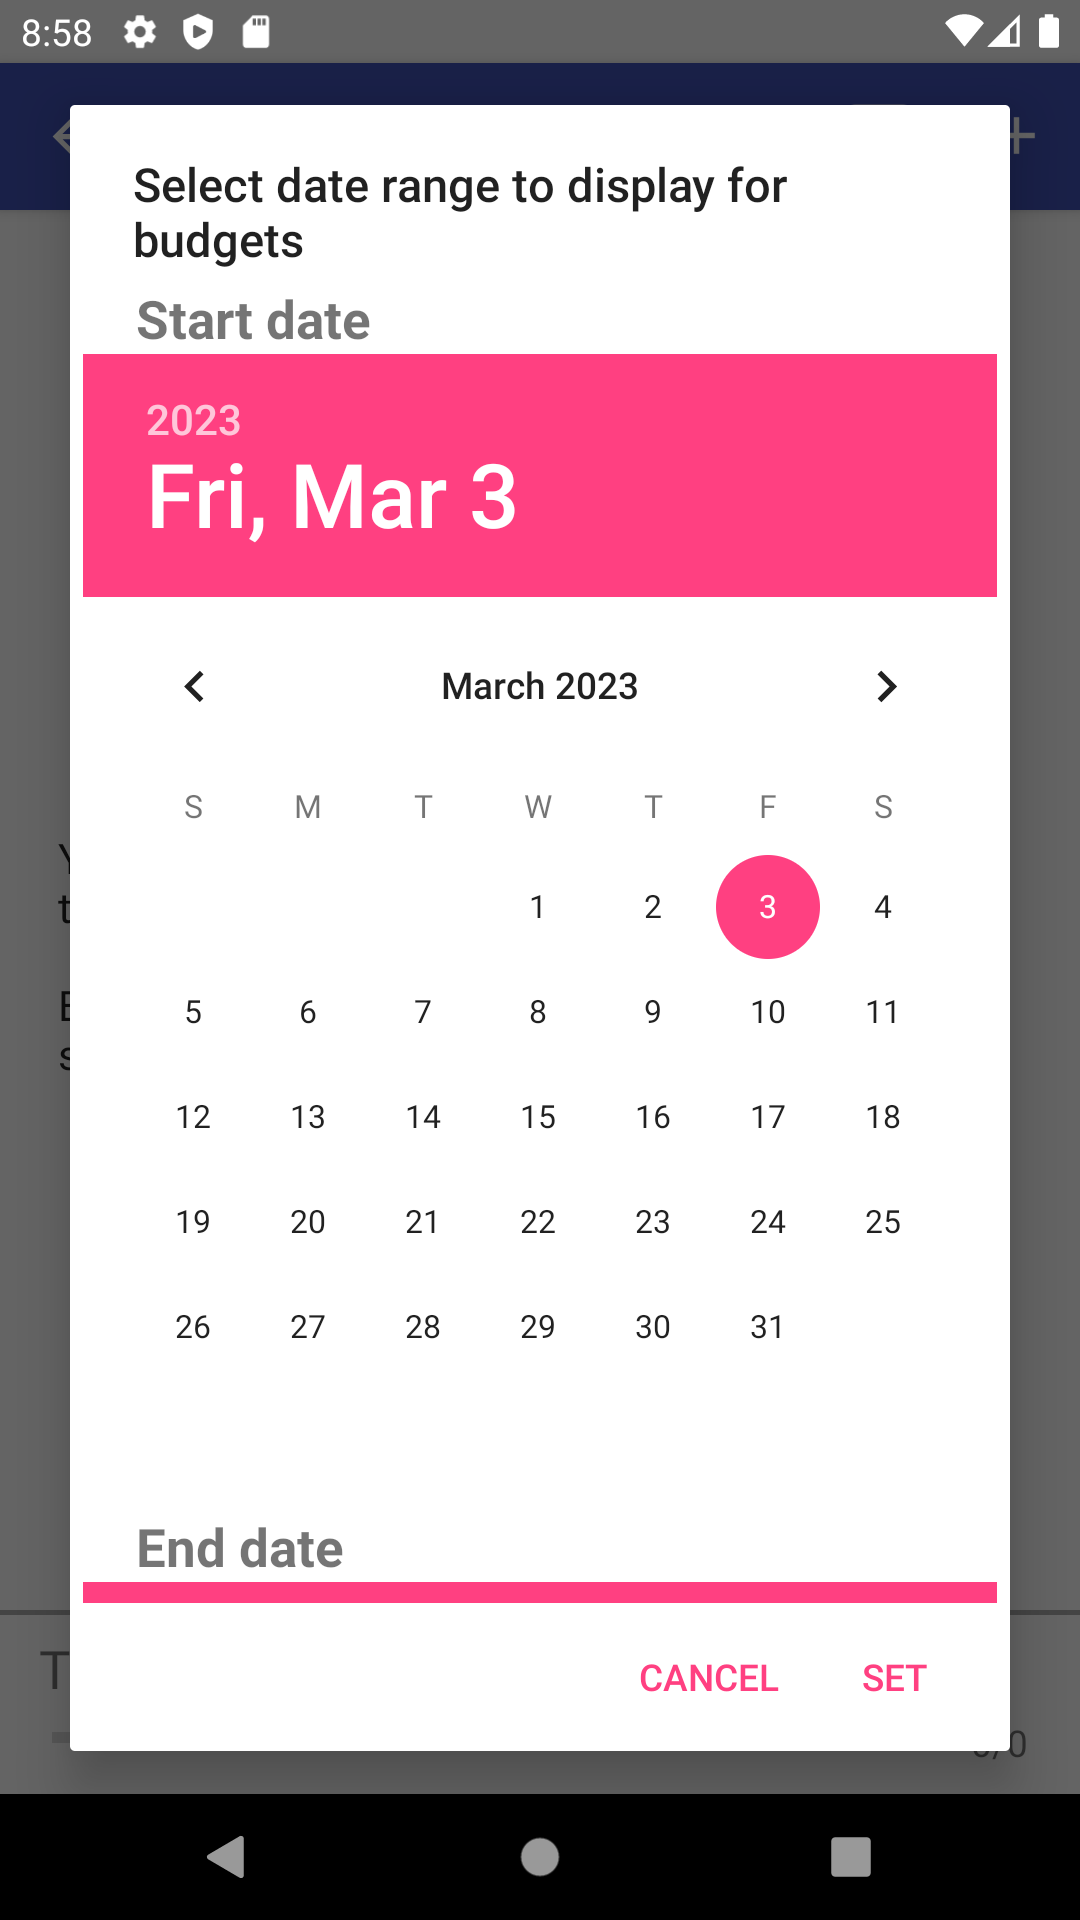 8:58
Select date range to display for
budgets
Start date
2023
Fri, Mar 3
March 2023
S M T W T F S
1 2 3 4
5 6 7 8 9 10 11
12 13 14 15 16 17 18
19 20 21 22 23 24 25
26 27 28 29 30 31
End date
CANCEL SET